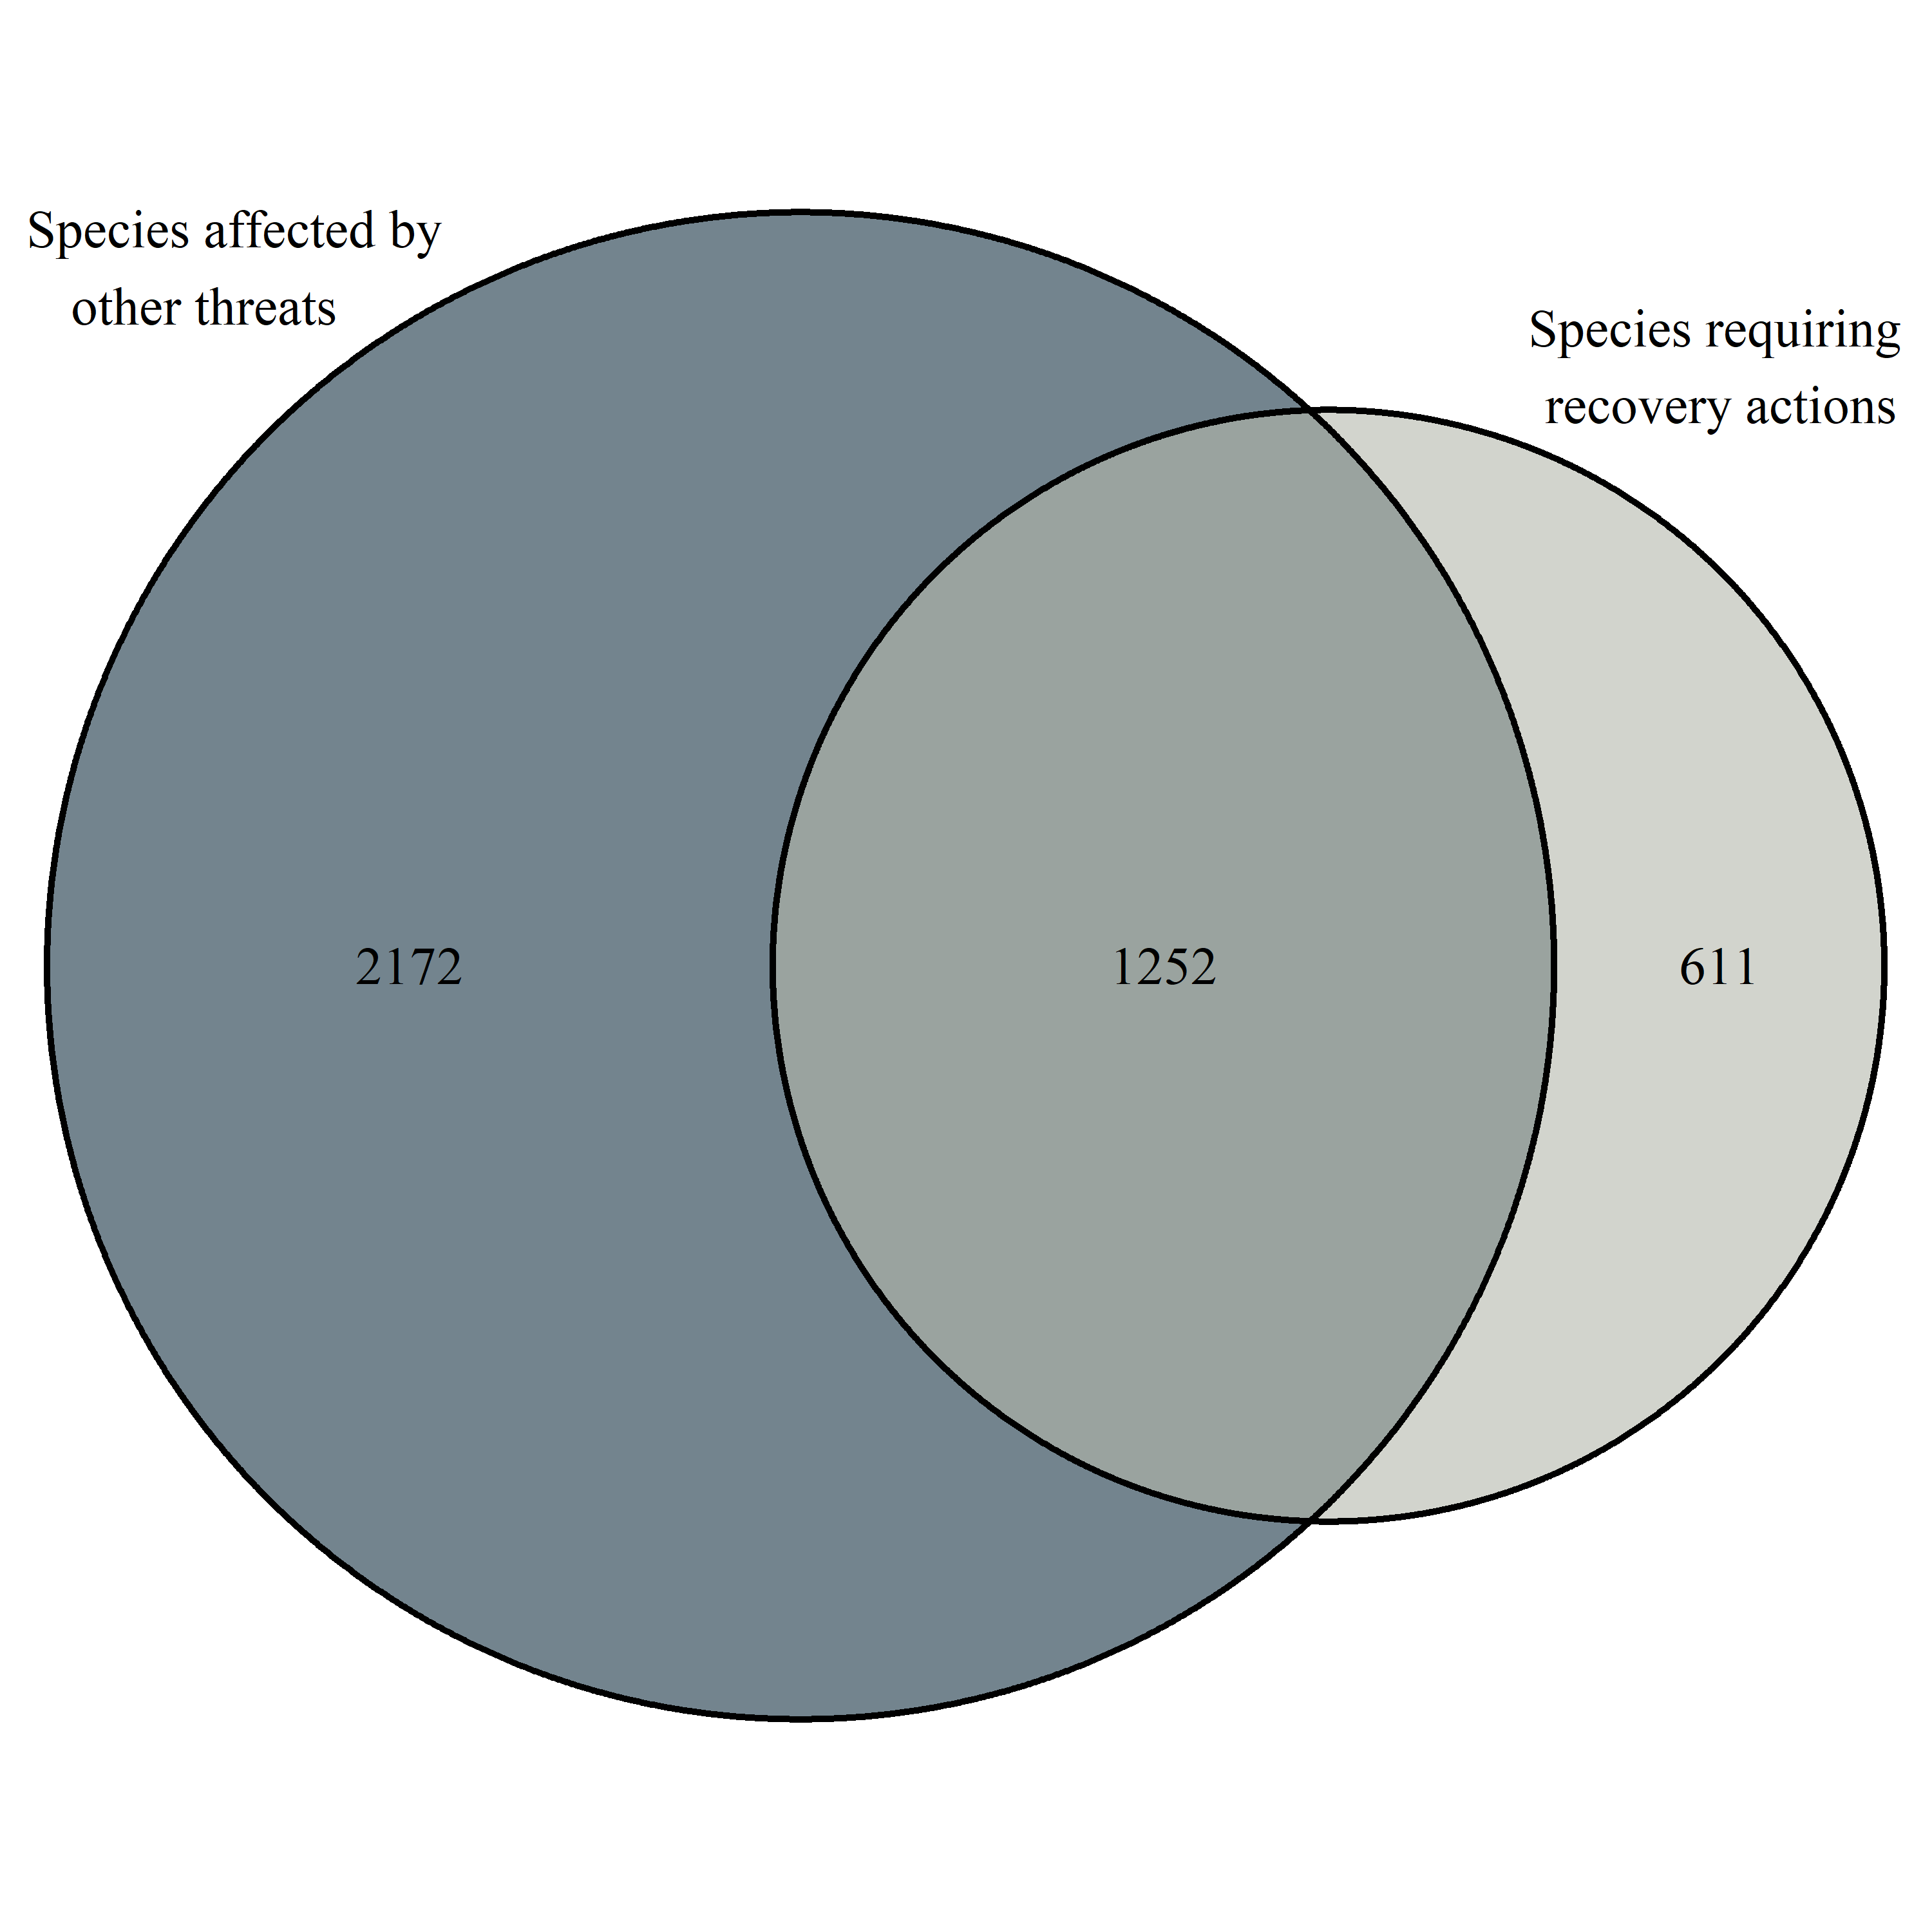 Species affected by
other threats
Species requiring
recovery actions
2172
1252
611